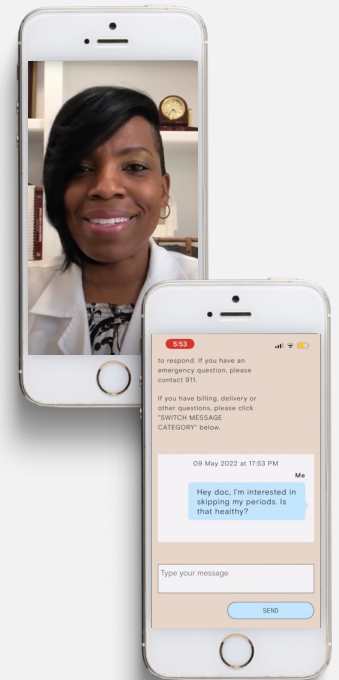 5:53
to respond. If you have an
emergency question, please
contact 911.
If you have billing, delivery or
other questions, please click
"SWITCH MESSAGE
CATEGORY" below.
09 May 2022 at 17:53 PM
Me
Hey doc, I'm interested in
skipping my periods. Is
that healthy?
Type your message
SEND